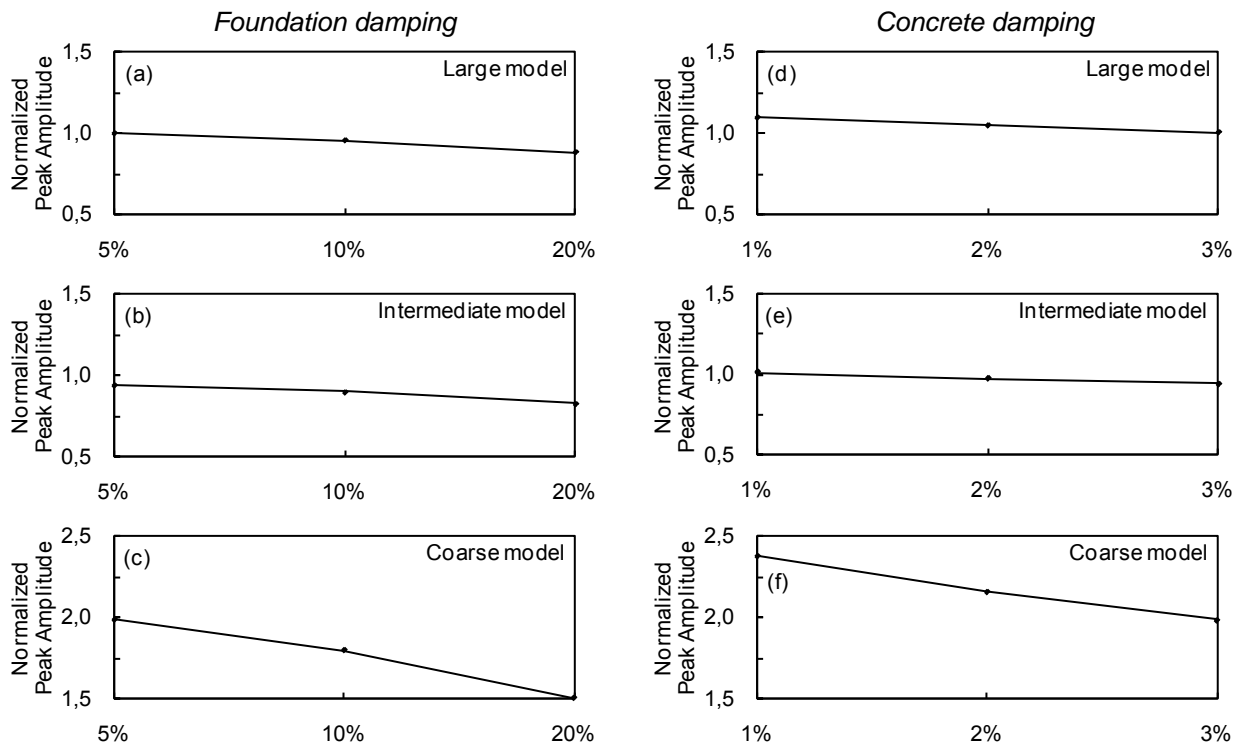 Foundation damping
Concrete damping
Normalized
Peak Amplitude
1,5
1,0
0,5
(a)
Large model
5%
10%
20%
Normalized
Peak Amplitude
1,5
1,0
0,5
(d)
Large model
1%
2%
3%
Normalized
Peak Amplitude
1,5
1,0
0,5
(b)
Intermediate model
5%
10%
20%
Normalized
Peak Amplitude
1,5
1,0
0,5
(e)
Intermediate model
1%
2%
3%
Normalized
Peak Amplitude
2,5
2,0
1,5
(c)
Coarse model
5%
10%
20%
Normalized
Peak Amplitude
2,5
2,0
1,5
(f)
Coarse model
1%
2%
3%